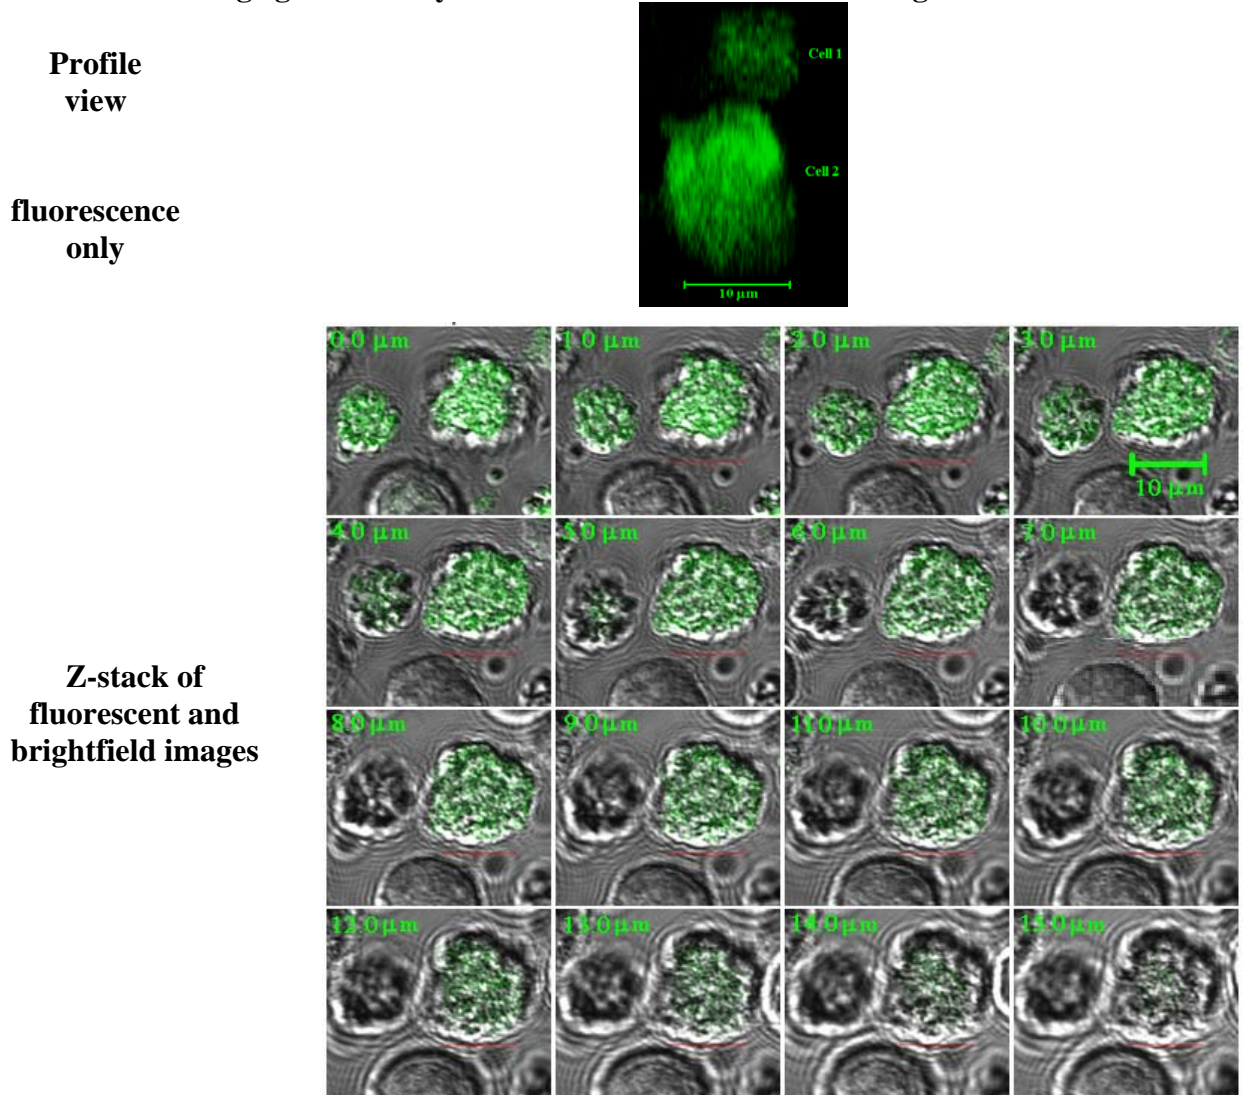 Profile
view
Cell 1
Cell 2
fluorescence
only
10 μm
0.0 μm 1.0 μm 2.0 μm 3.0 μm
10 μm
4.0 μm 5.0 μm 6.0 μm 7.0 μm
Z-stack of
fluorescent and
brightfield images
8.0 μm 9.0 μm 11.0 μm 10.0 μm
12.0 μm 13.0 μm 14.0 μm 15.0 μm